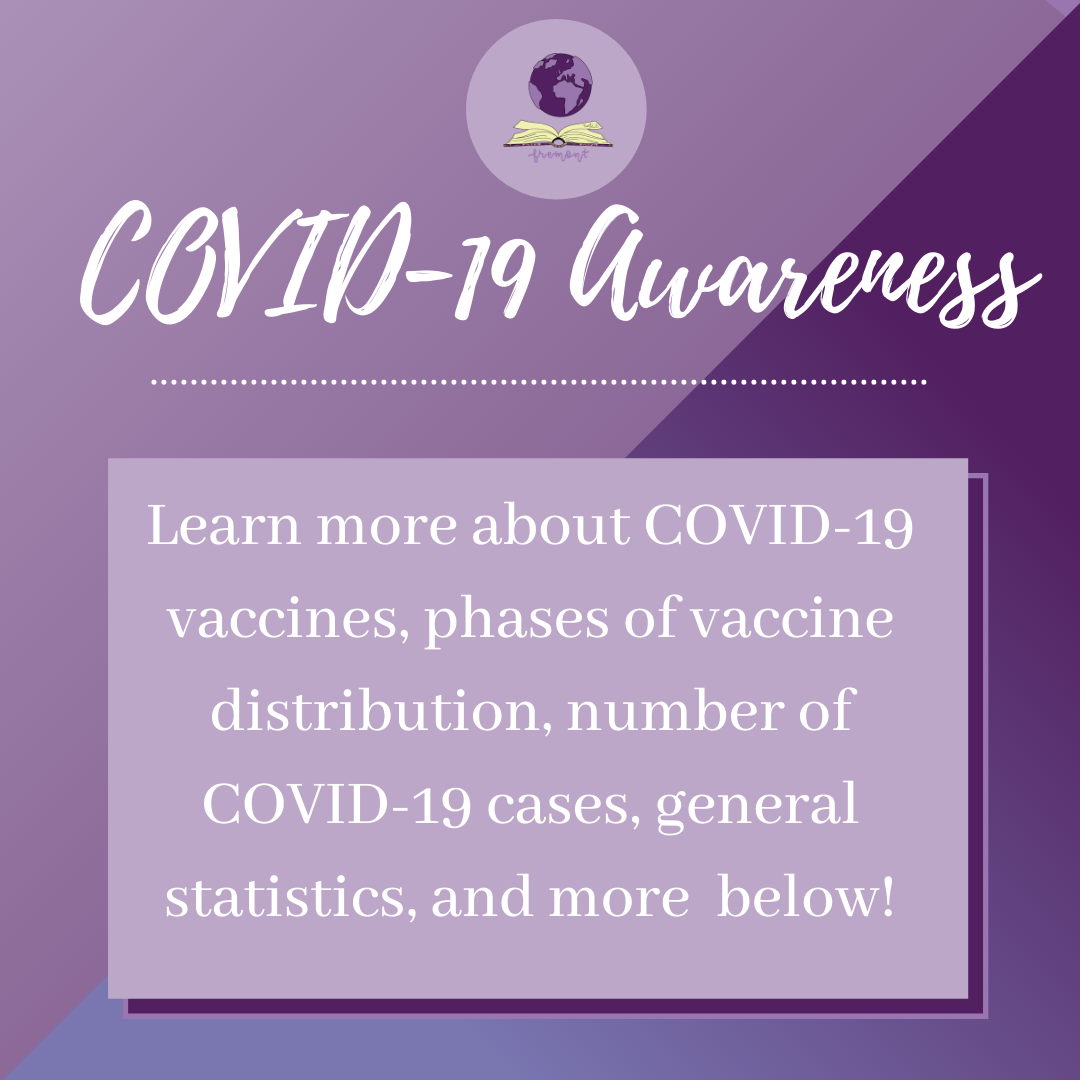 fremont
COVID-19 Awareness
Learn more about COVID-19
vaccines, phases of vaccine
distribution, number of
COVID-19 cases, general
statistics, and more below!